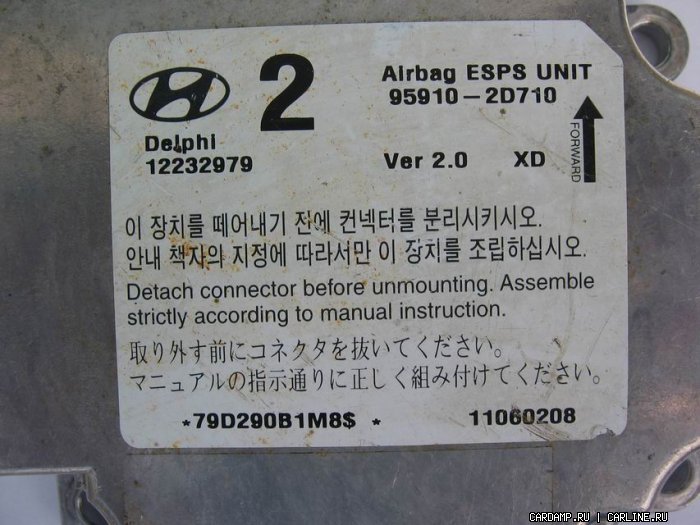 2
Airbag ESPS UNIT
95910-2D710
Delphi
12232979
Ver 2.0 XD
FORWARD
이 장치를 떼어내기 전에 컨넥터를 분리시키시오.
안내 책자의 지정에 따라서만 이 장치를 조립하십시오.
Detach connector before unmounting. Assemble
strictly according to manual instruction.
取り外す前にコネクタを抜いてください。
マニュアルの指示通りに正しく組み付けてください。
*79D290B1M8$ * 11060208
CARDAMP.RU | CARLINE.RU